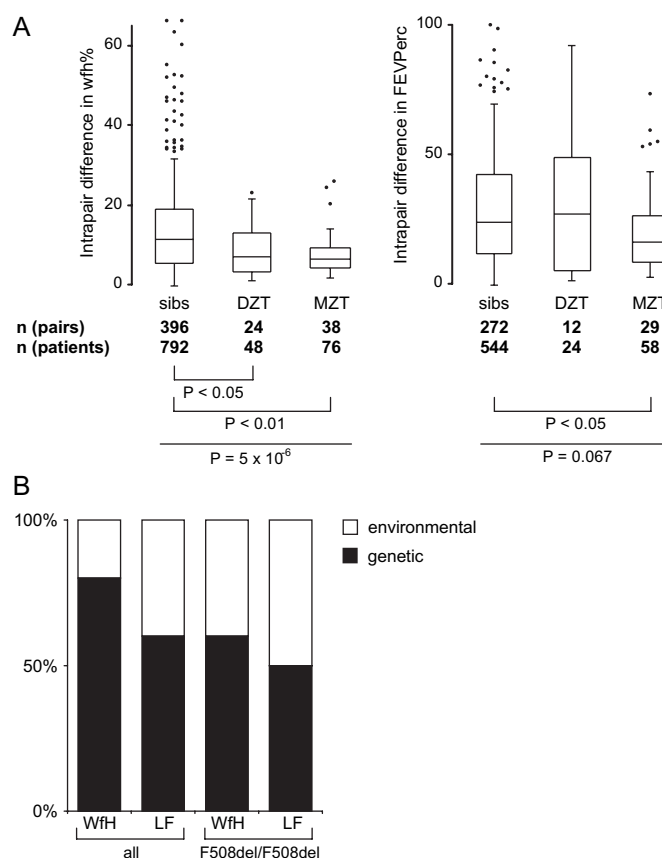 A
Intrapair difference in wfh%
60
40
20
0
sibs DZT MZT
n (pairs) 396 24 38
n (patients) 792 48 76
P < 0.05
P < 0.01
P = 5 x 10-6
Intrapair difference in FEVPerc
100
50
0
sibs DZT MZT
272 12 29
544 24 58
P < 0.05
P = 0.067
B
100%
50%
0%
environmental
genetic
WfH LF WfH LF
all F508del/F508del